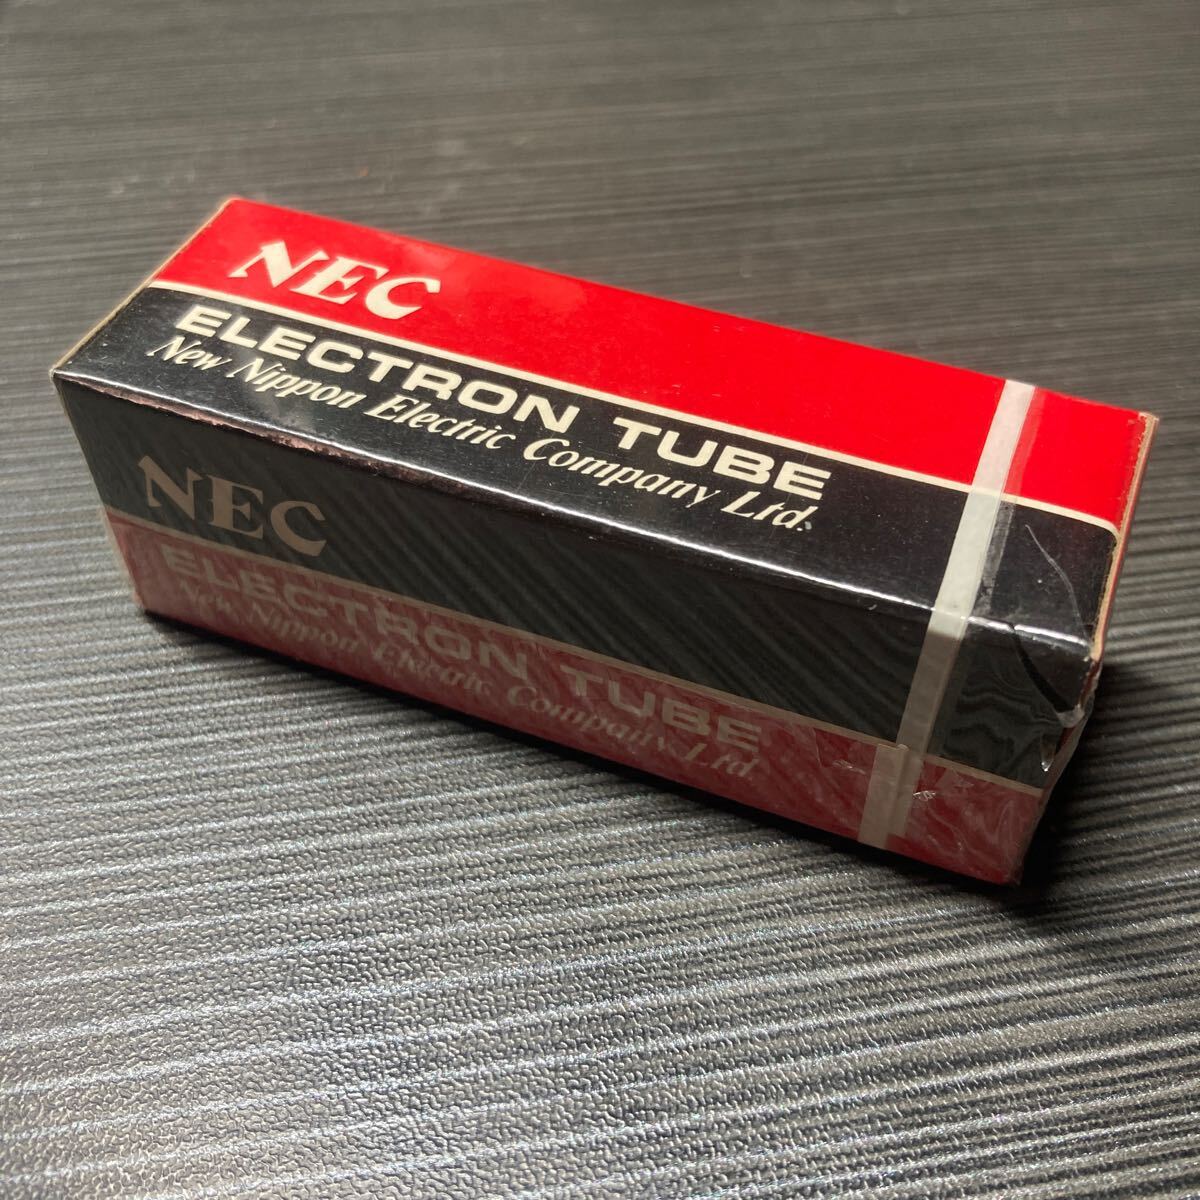 NEC
ELECTRON TUBE
New Nippon Electric Company Ltd.
NEC
ELECTRON TUBE
New Nippon Electric Company Ltd.